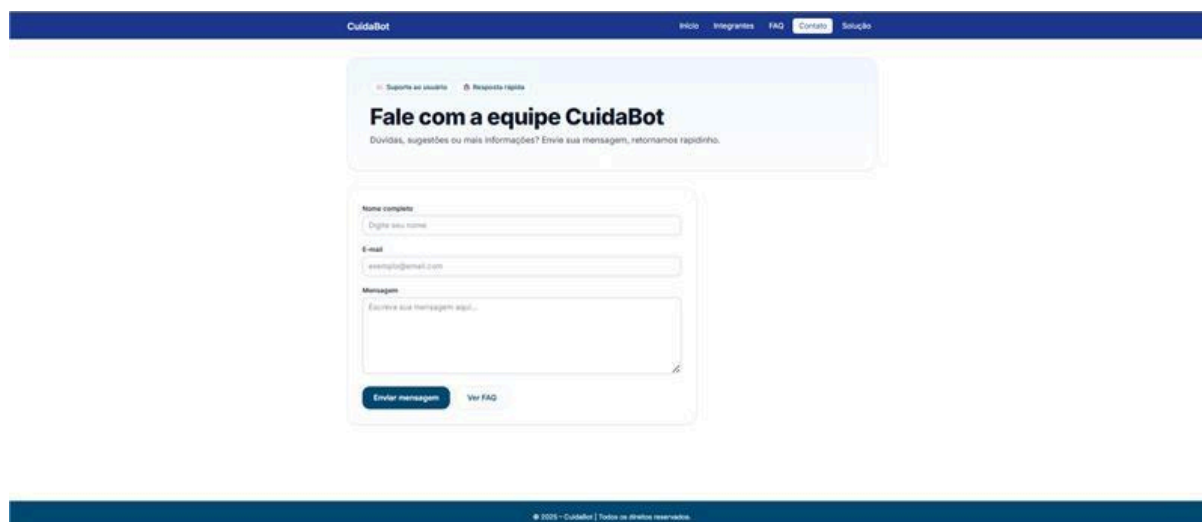 CuidaBot
Início Integrantes FAQ Contato Solução
Suporte ao usuário Resposta rápida
Fale com a equipe CuidaBot
Dúvidas, sugestões ou mais informações? Envie sua mensagem, retornamos rapidinho.
Nome completo
Digite seu nome
E-mail
exemplo@email.com
Mensagem
Escreva sua mensagem aqui...
Enviar mensagem Ver FAQ
© 2025 - CuidaBot | Todos os direitos reservados.